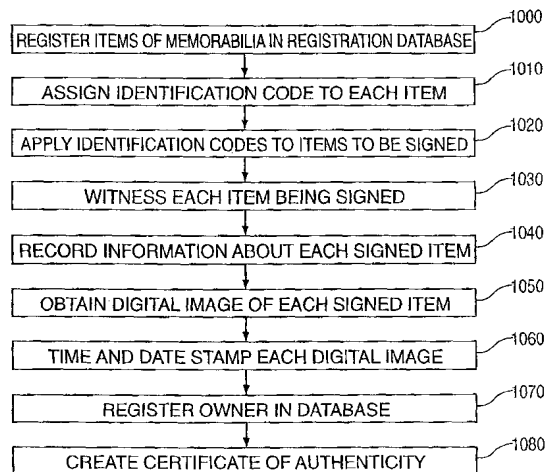 1000
REGISTER ITEMS OF MEMORABILIA IN REGISTRATION DATABASE
1010
ASSIGN IDENTIFICATION CODE TO EACH ITEM
1020
APPLY IDENTIFICATION CODES TO ITEMS TO BE SIGNED
1030
WITNESS EACH ITEM BEING SIGNED
1040
RECORD INFORMATION ABOUT EACH SIGNED ITEM
1050
OBTAIN DIGITAL IMAGE OF EACH SIGNED ITEM
1060
TIME AND DATE STAMP EACH DIGITAL IMAGE
1070
REGISTER OWNER IN DATABASE
1080
CREATE CERTIFICATE OF AUTHENTICITY